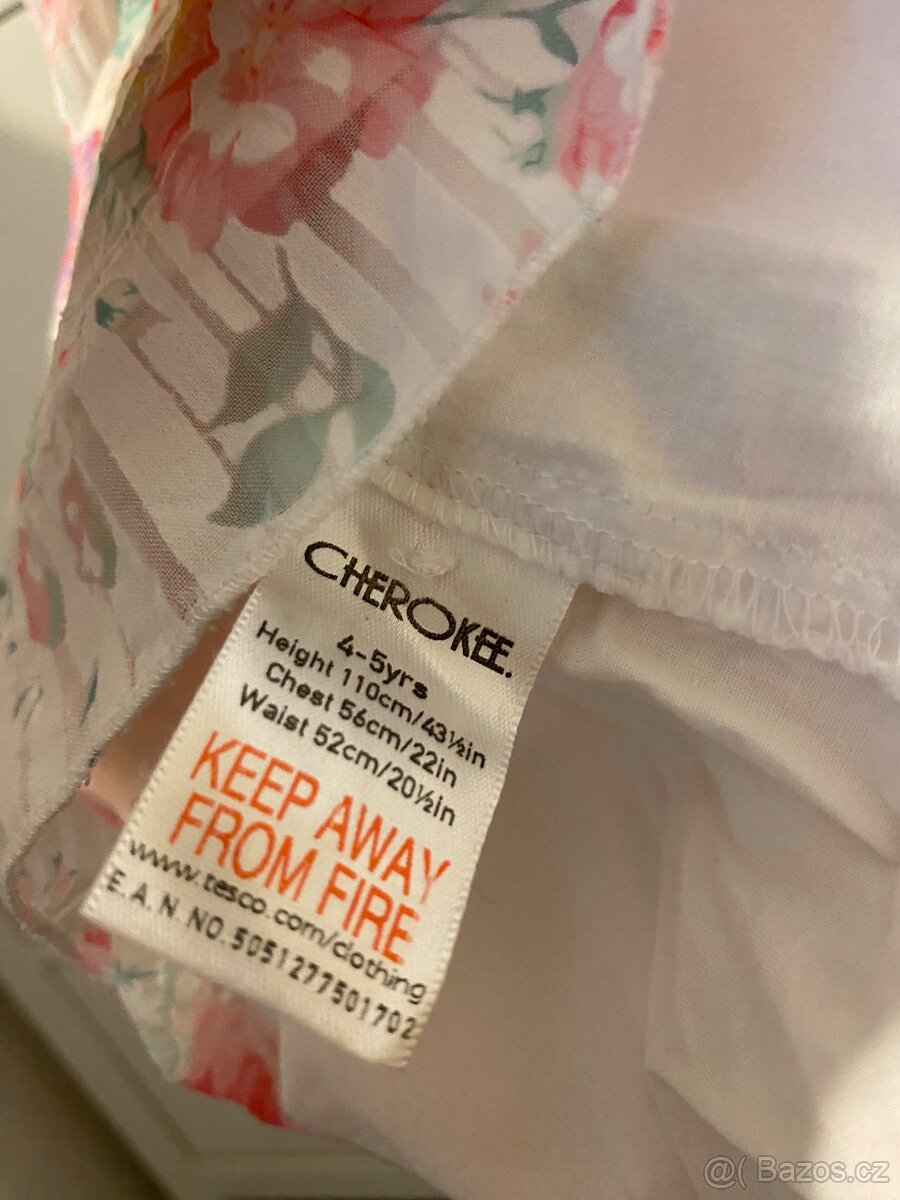 CHEROKEE.
4-5yrs
Height 110cm/43½in
Chest 56cm/22in
Waist 52cm/20½in
KEEP AWAY
FROM FIRE
www.tesco.com/clothing
E.A.N. NO. 5051277501702
@( Bazos.cz